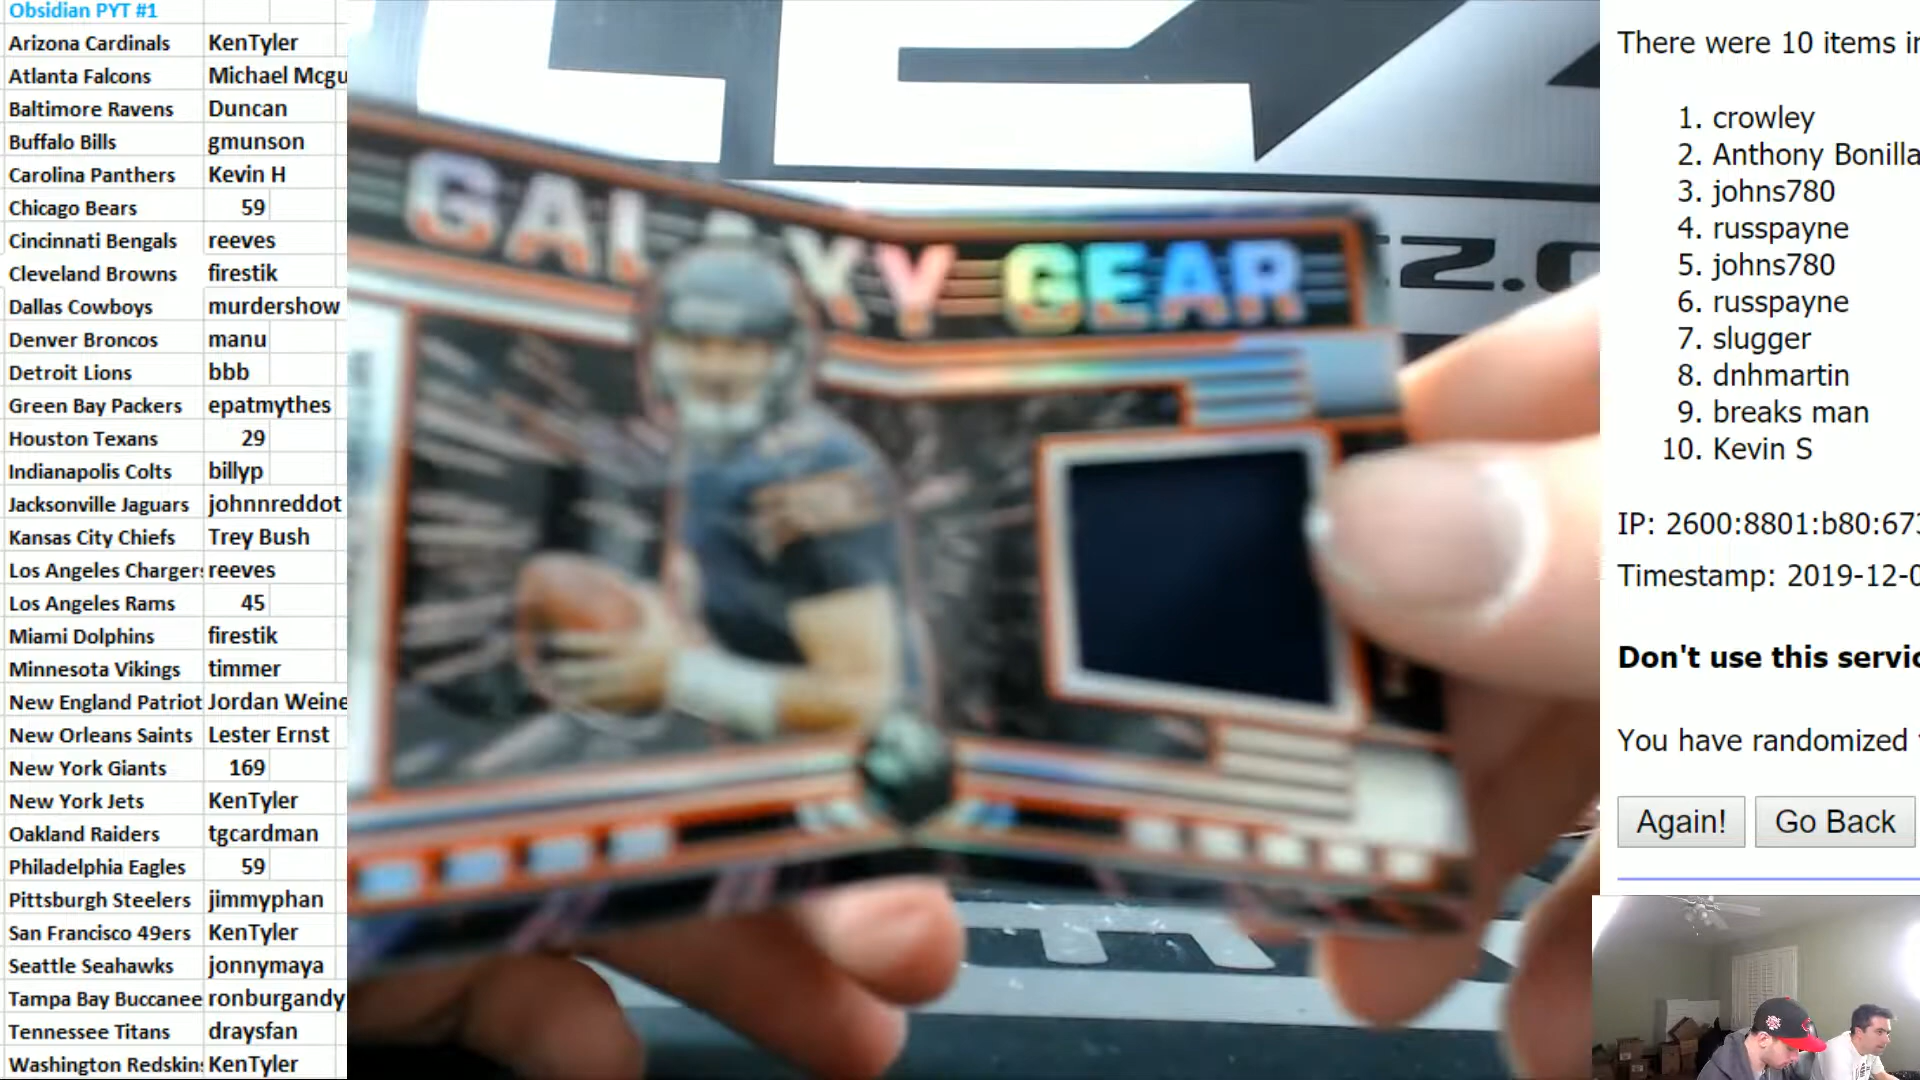 Obsidian PYT #1
Arizona Cardinals KenTyler
Atlanta Falcons Michael Mcgu
Baltimore Ravens Duncan
Buffalo Bills gmunson
Carolina Panthers Kevin H
Chicago Bears 59
Cincinnati Bengals reeves
Cleveland Browns firestik
Dallas Cowboys murdershow
Denver Broncos manu
Detroit Lions bbb
Green Bay Packers epatmythes
Houston Texans 29
Indianapolis Colts billyp
Jacksonville Jaguars johnnreddot
Kansas City Chiefs Trey Bush
Los Angeles Chargers reeves
Los Angeles Rams 45
Miami Dolphins firestik
Minnesota Vikings timmer
New England Patriot Jordan Weine
New Orleans Saints Lester Ernst
New York Giants 169
New York Jets KenTyler
Oakland Raiders tgcardman
Philadelphia Eagles 59
Pittsburgh Steelers jimmyphan
San Francisco 49ers KenTyler
Seattle Seahawks jonnymaya
Tampa Bay Buccanee ronburgandy
Tennessee Titans draysfan
Washington Redskins KenTyler
GALAXY GEAR
EZ.C
There were 10 items in
1. crowley
2. Anthony Bonilla
3. johns780
4. russpayne
5. johns780
6. russpayne
7. slugger
8. dnhmartin
9. breaks man
10. Kevin S
IP: 2600:8801:b80:673
Timestamp: 2019-12-0
Don't use this servic
You have randomized
Again! Go Back